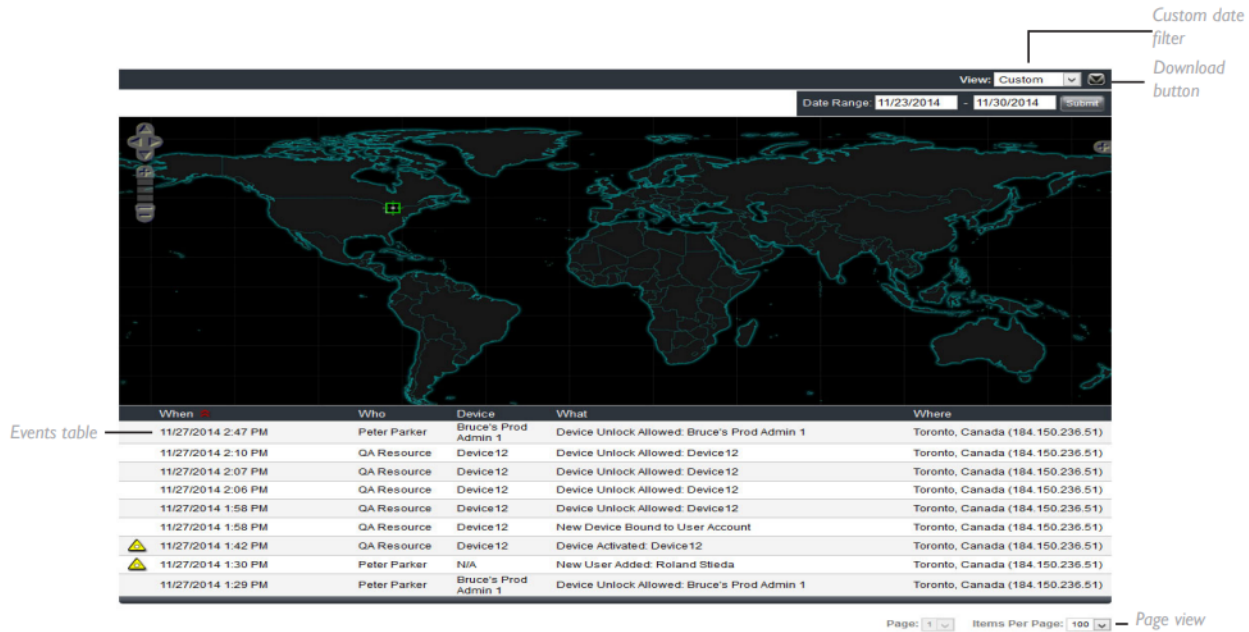 Custom date
filter
Download
button
View: Custom
Date Range: 11/23/2014 - 11/30/2014 Submit
Events table
When Who Device What Where
11/27/2014 2:47 PM Peter Parker Bruce's Prod Admin 1 Device Unlock Allowed: Bruce's Prod Admin 1 Toronto, Canada (184.150.236.51)
11/27/2014 2:10 PM QA Resource Device12 Device Unlock Allowed: Device12 Toronto, Canada (184.150.236.51)
11/27/2014 2:07 PM QA Resource Device12 Device Unlock Allowed: Device12 Toronto, Canada (184.150.236.51)
11/27/2014 2:06 PM QA Resource Device12 Device Unlock Allowed: Device12 Toronto, Canada (184.150.236.51)
11/27/2014 1:58 PM QA Resource Device12 Device Unlock Allowed: Device12 Toronto, Canada (184.150.236.51)
11/27/2014 1:58 PM QA Resource Device12 New Device Bound to User Account Toronto, Canada (184.150.236.51)
11/27/2014 1:42 PM QA Resource Device12 Device Activated: Device12 Toronto, Canada (184.150.236.51)
11/27/2014 1:30 PM Peter Parker N/A New User Added: Roland Stieda Toronto, Canada (184.150.236.51)
11/27/2014 1:29 PM Peter Parker Bruce's Prod Admin 1 Device Unlock Allowed: Bruce's Prod Admin 1 Toronto, Canada (184.150.236.51)
Page: 1 Items Per Page: 100
Page view